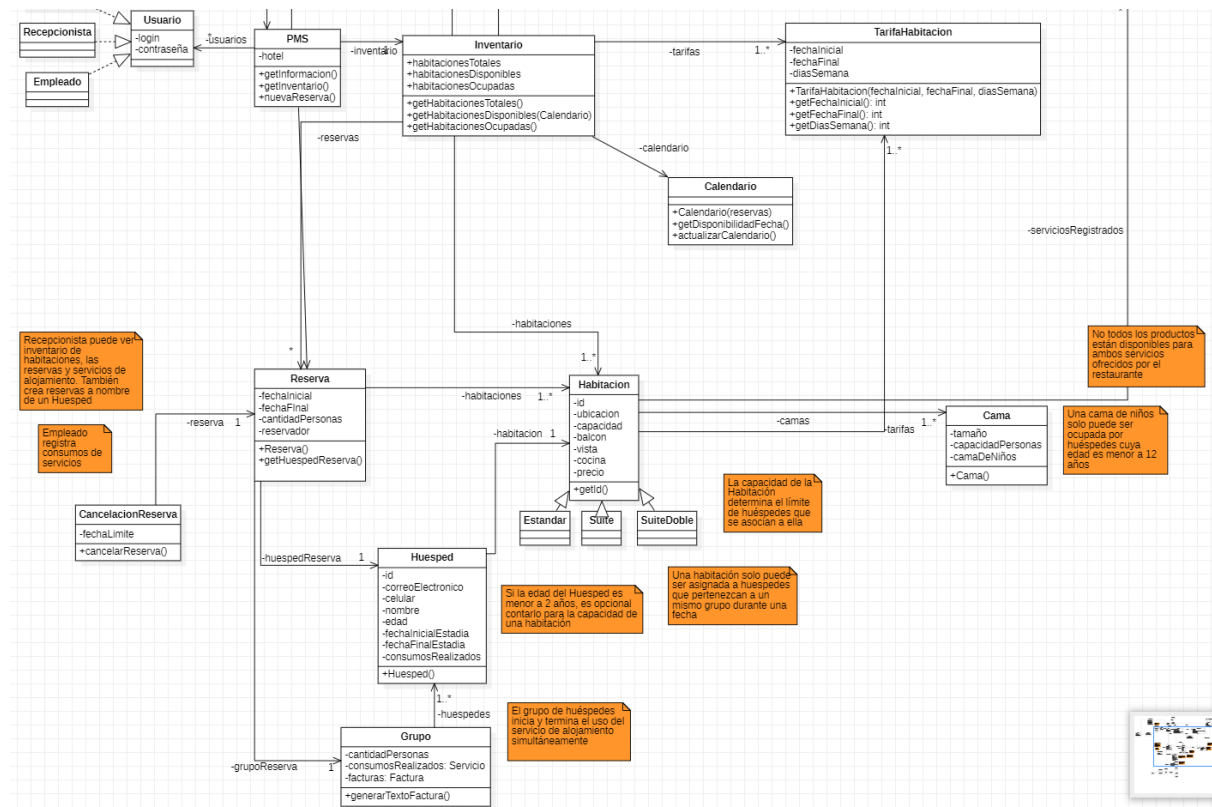 Usuario
-login
-contraseña
Recepcionista
Empleado
-usuarios
*
PMS
-hotel
+getInformacion()
+getInventario()
+nuevaReserva()
-inventario
1
Inventario
+habitacionesTotales
+habitacionesDisponibles
+habitacionesOcupadas
+getHabitacionesTotales()
+getHabitacionesDisponibles(Calendario)
+getHabitacionesOcupadas()
-tarifas
1..*
TarifaHabitacion
-fechaInicial
-fechaFinal
-diasSemana
+TarifaHabitacion(fechaInicial, fechaFinal, diasSemana)
+getFechaInicial(): int
+getFechaFinal(): int
+getDiasSemana(): int
1..*
-reservas
-calendario
Calendario
+Calendario(reservas)
+getDisponibilidadFecha()
+actualizarCalendario()
-serviciosRegistrados
-habitaciones
1..*
*
Recepcionista puede ver
inventario de
habitaciones, las
reservas y servicios de
alojamiento. También
crea reservas a nombre
de un Huesped
Empleado
registra
consumos de
servicios
-reserva
1
Reserva
-fechaInicial
-fechaFInal
-cantidadPersonas
-reservador
+Reserva()
+getHuespedReserva()
-habitaciones
1..*
-habitacion
1
Habitacion
-id
-ubicacion
-capacidad
-balcon
-vista
-cocina
-precio
+getId()
-camas
1..*
-tarifas
Cama
-tamaño
-capacidadPersonas
-camaDeNiños
+Cama()
No todos los productos
están disponibles para
ambos servicios
ofrecidos por el
restaurante
Una cama de niños
solo puede ser
ocupada por
huéspedes cuya
edad es menor a 12
años
La capacidad de la
Habitación
determina el límite
de huéspedes que
se asocian a ella
Estandar
Suite
SuiteDoble
CancelacionReserva
-fechaLimite
+cancelarReserva()
-huespedReserva
1
Huesped
-id
-correoElectronico
-celular
-nombre
-edad
-fechaInicialEstadia
-fechaFinalEstadia
-consumosRealizados
+Huesped()
Si la edad del Huesped es
menor a 2 años, es opcional
contarlo para la capacidad de
una habitación
Una habitación solo puede
ser asignada a huespedes
que pertenezcan a un
mismo grupo durante una
fecha
1..*
-huespedes
El grupo de huéspedes
inicia y termina el uso del
servicio de alojamiento
simultáneamente
-grupoReserva
1
Grupo
-cantidadPersonas
-consumosRealizados: Servicio
-facturas: Factura
+generarTextoFactura()